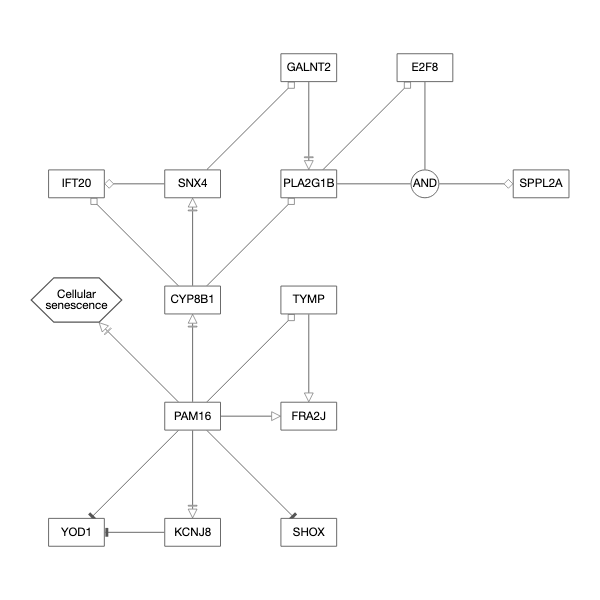 GALNT2
E2F8
IFT20
SNX4
PLA2G1B
AND
SPPL2A
Cellular
senescence
CYP8B1
TYMP
PAM16
FRA2J
YOD1
KCNJ8
SHOX